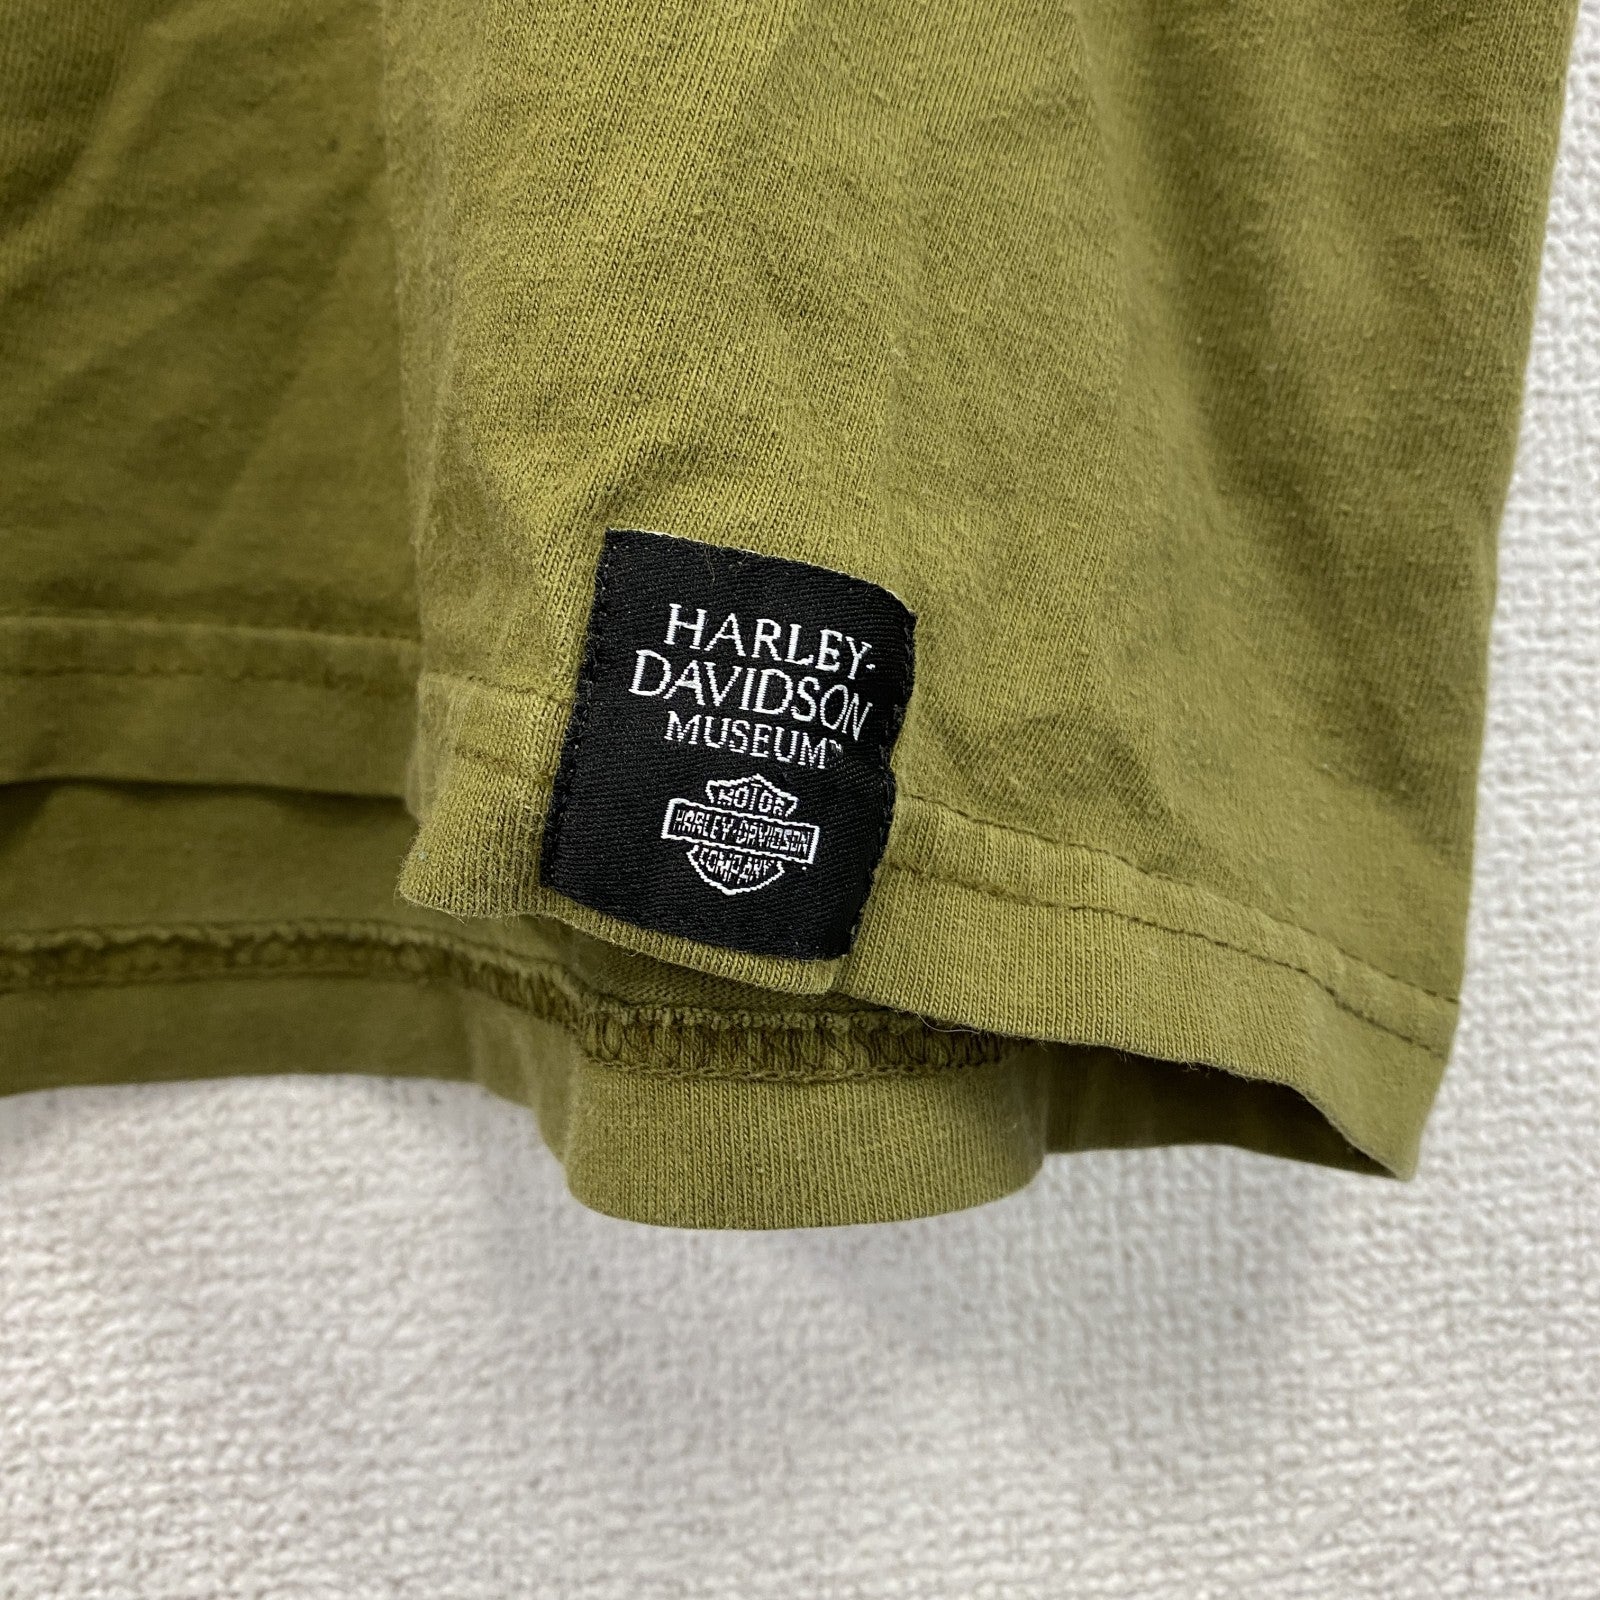 HARLEY-
DAVIDSON
MUSEUM™
MOTOR
HARLEY-DAVIDSON
COMPANY